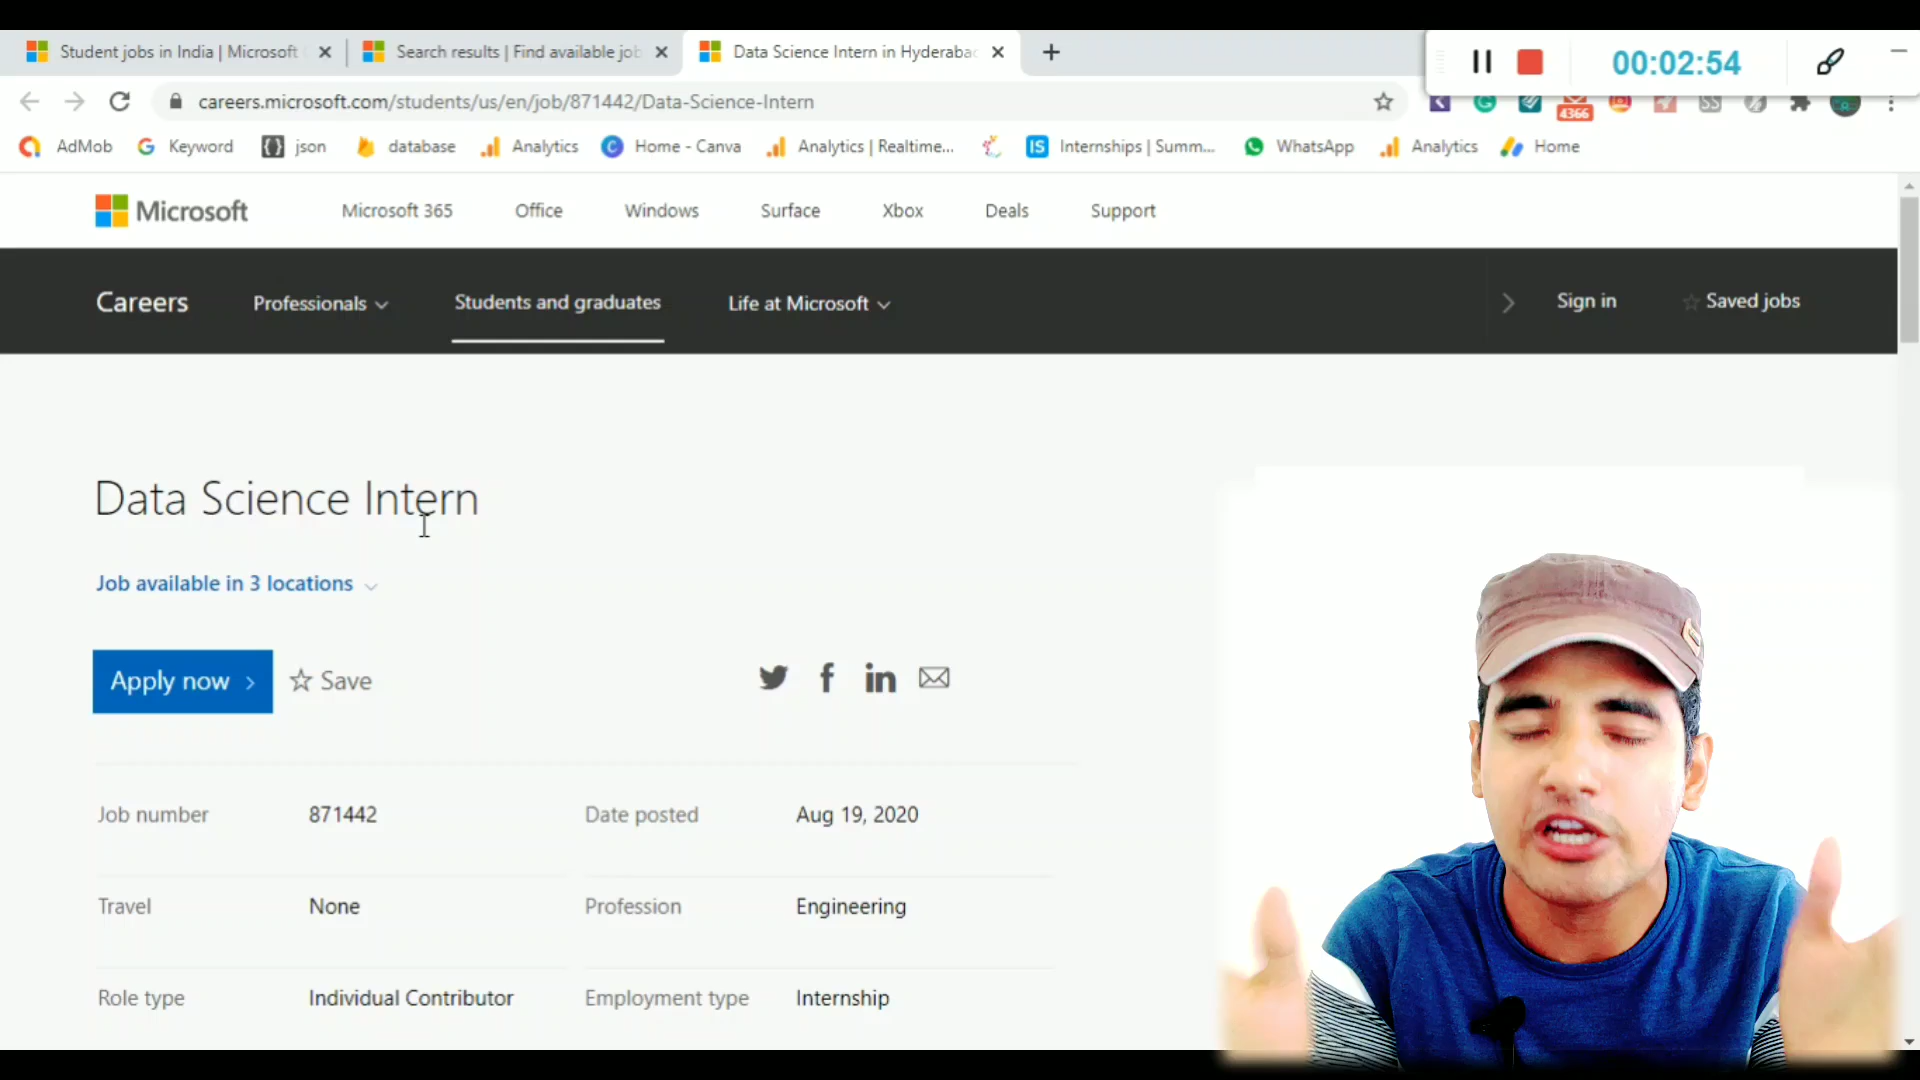 Student jobs in India | Microsoft
Search results | Find available job
Data Science Intern in Hyderabad
00:02:54
careers.microsoft.com/students/us/en/job/871442/Data-Science-Intern
4366
AdMob
Keyword
json
database
Analytics
Home - Canva
Analytics | Realtime...
IS
Internships | Summ...
WhatsApp
Analytics
Home
Microsoft
Microsoft 365
Office
Windows
Surface
Xbox
Deals
Support
Careers
Professionals
Students and graduates
Life at Microsoft
Sign in
Saved jobs
Data Science Intern
Job available in 3 locations
Apply now
Save
Job number 871442 Date posted Aug 19, 2020
Travel None Profession Engineering
Role type Individual Contributor Employment type Internship